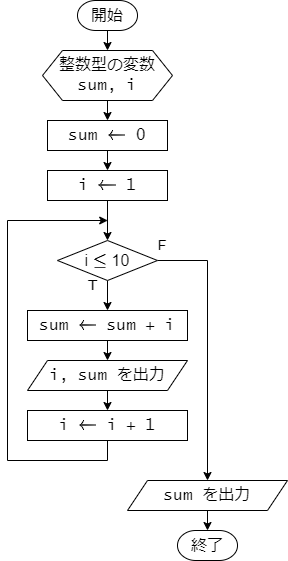 開始
整数型の変数
sum, i
sum ← 0
i ← 1
i ≤ 10
F
T
sum ← sum + i
i, sum を出力
i ← i + 1
sum を出力
終了